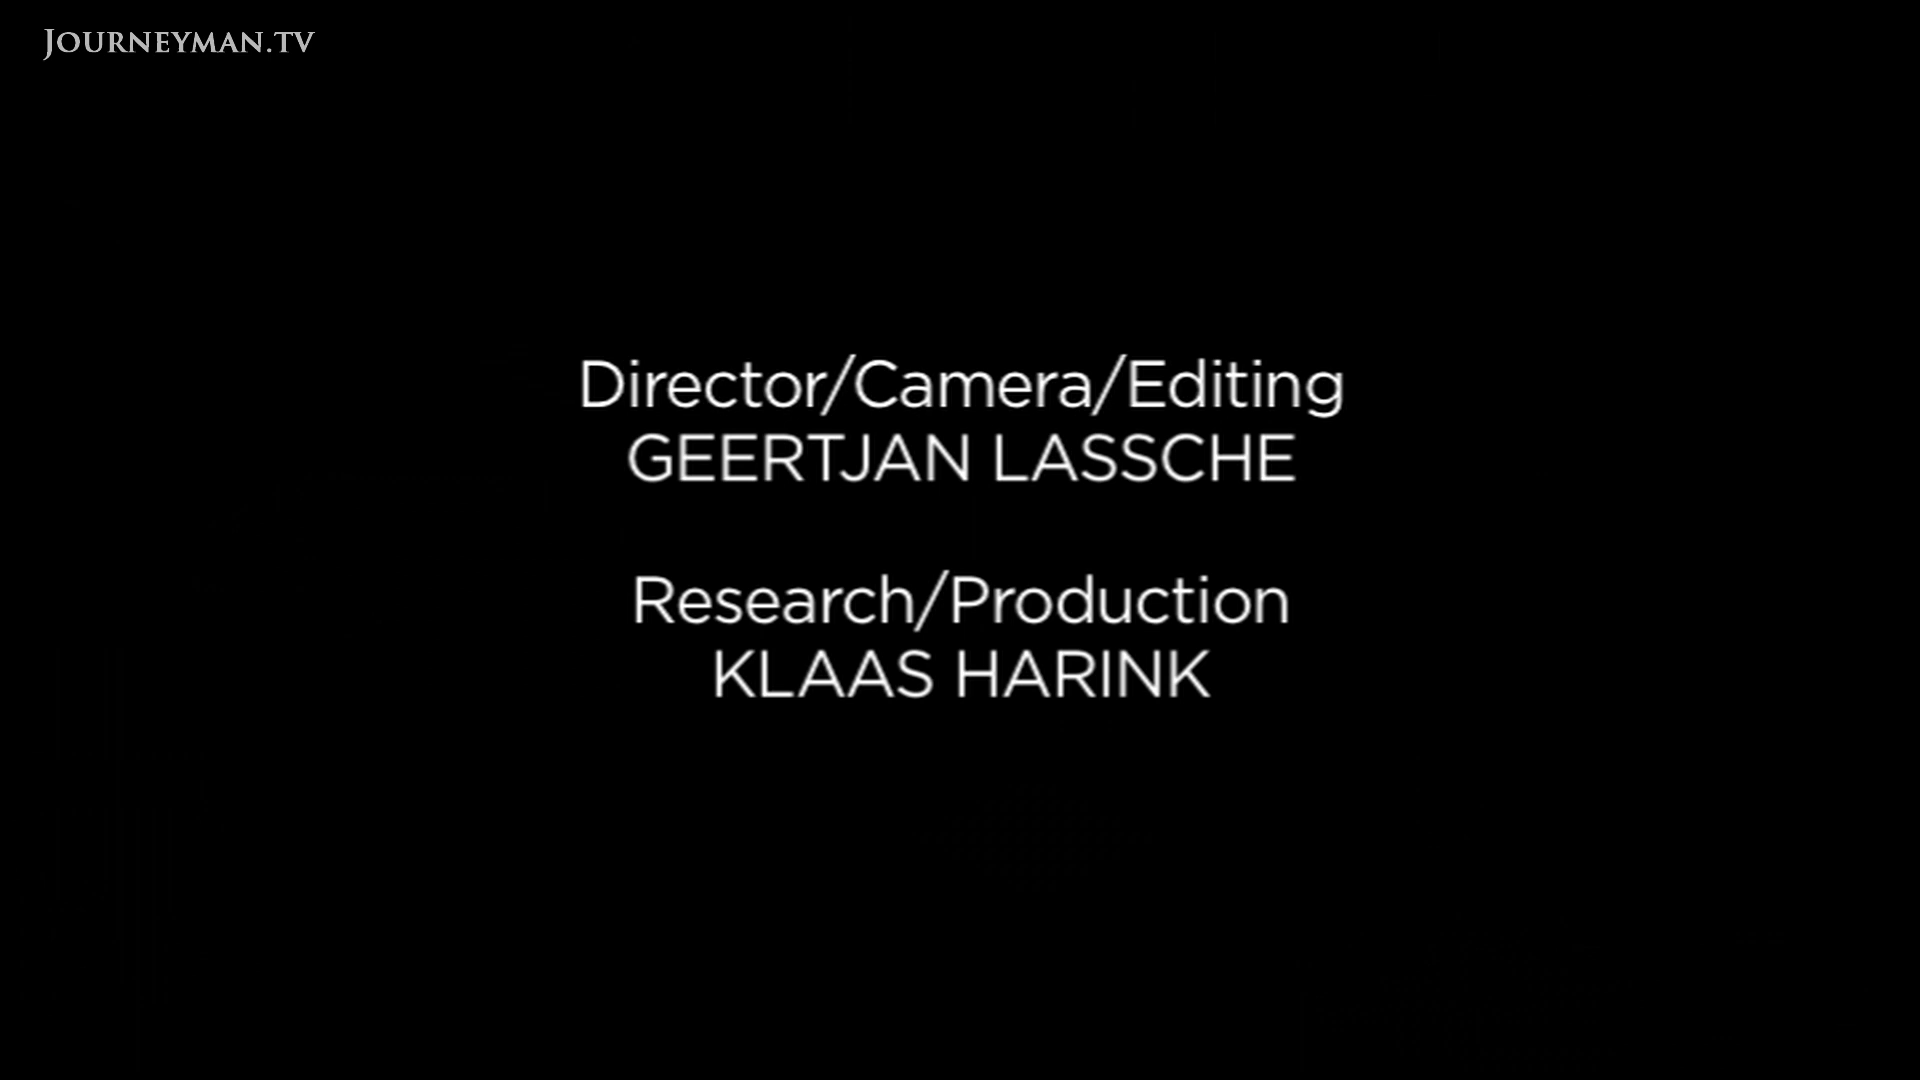 JOURNEYMAN.TV
Director/Camera/Editing
GEERTJAN LASSCHE
Research/Production
KLAAS HARINK